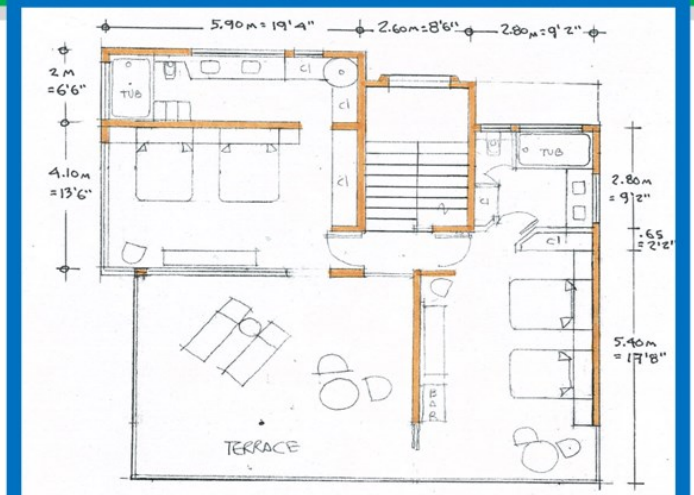 5.90m = 19'4"
2.60m = 8'6"
2.80m = 9'2"
2 M
= 6'6"
TUB
Cl
Cl
TUB
4.10m
= 13'6"
Cl
Cl
Cl
2.80m
= 9'2"
.65
= 2'2"
5.40m
= 17'8"
BAR
TERRACE